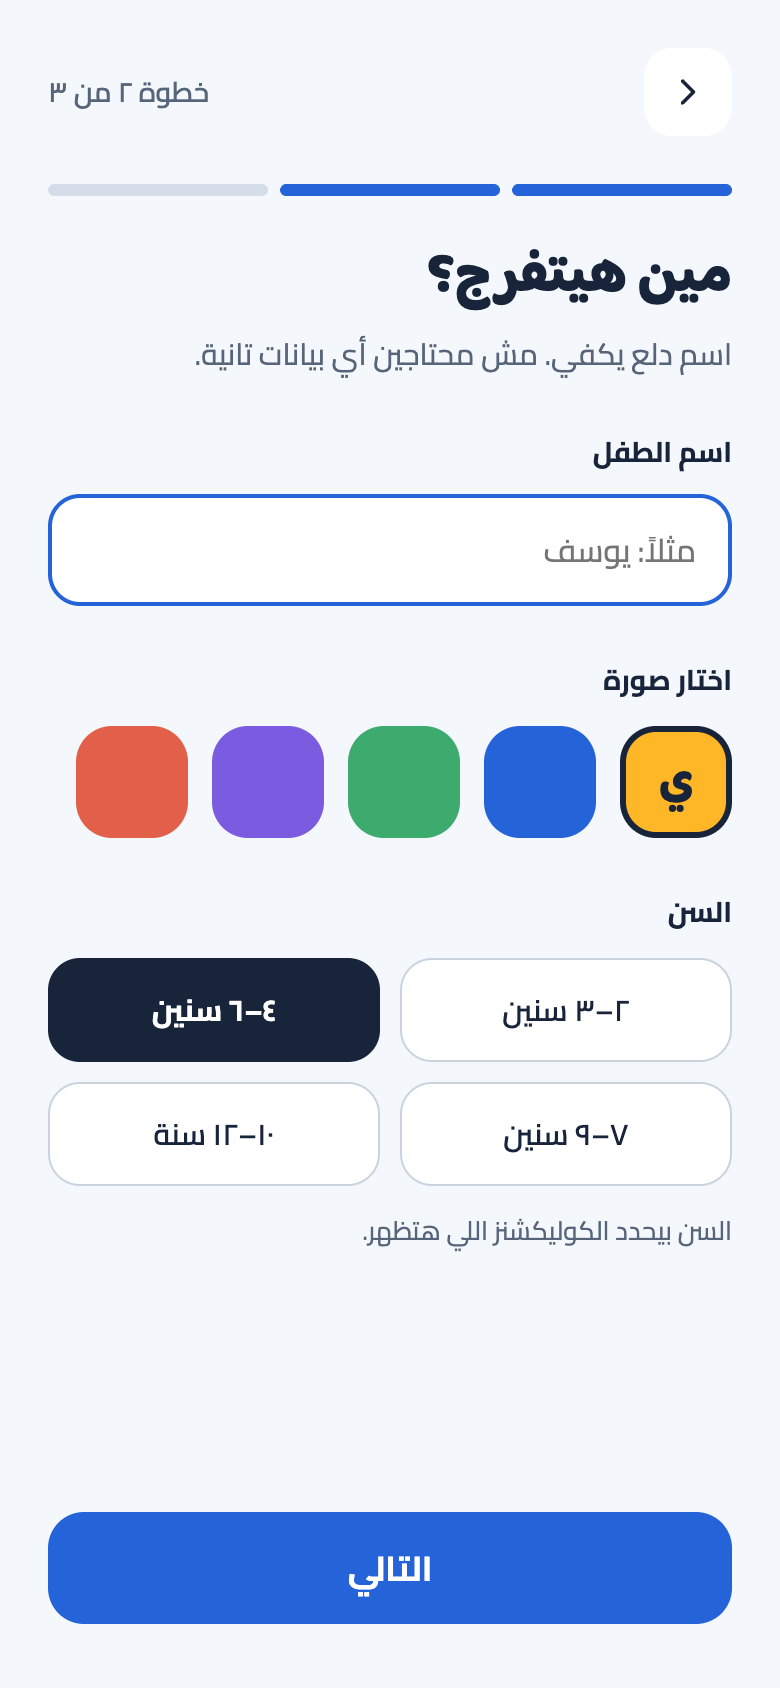 خطوة ٢ من ٣
مين هيتفرج؟
اسم دلع يكفي. مش محتاجين أي بيانات تانية.
اسم الطفل
مثلاً: يوسف
اختار صورة
ي
السن
٢–٣ سنين
٤–٦ سنين
٧–٩ سنين
١٠–١٢ سنة
السن بيحدد الكوليكشنز اللي هتظهر.
التالي